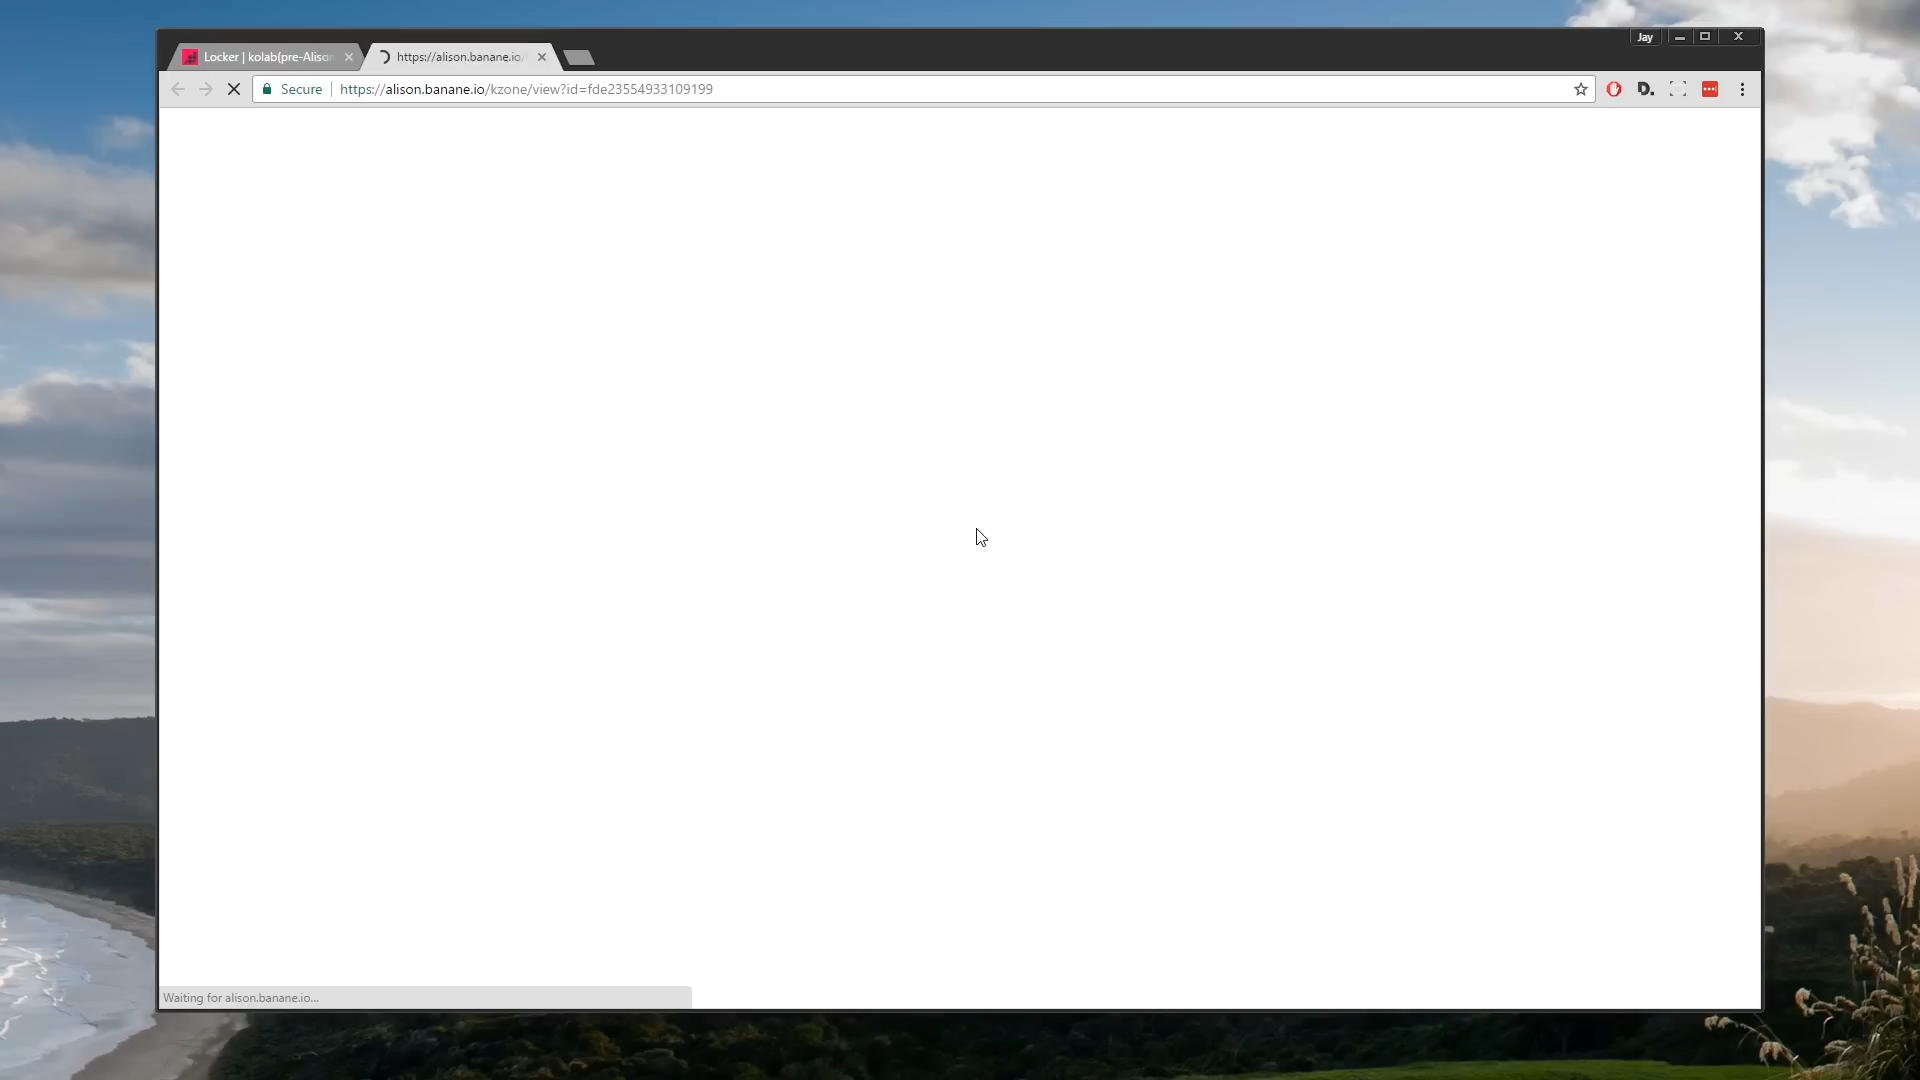 Jay
Locker | kolab(pre-Alison
https://alison.banane.io/
Secure
https://alison.banane.io/kzone/view?id=fde23554933109199
D.
Waiting for alison.banane.io...